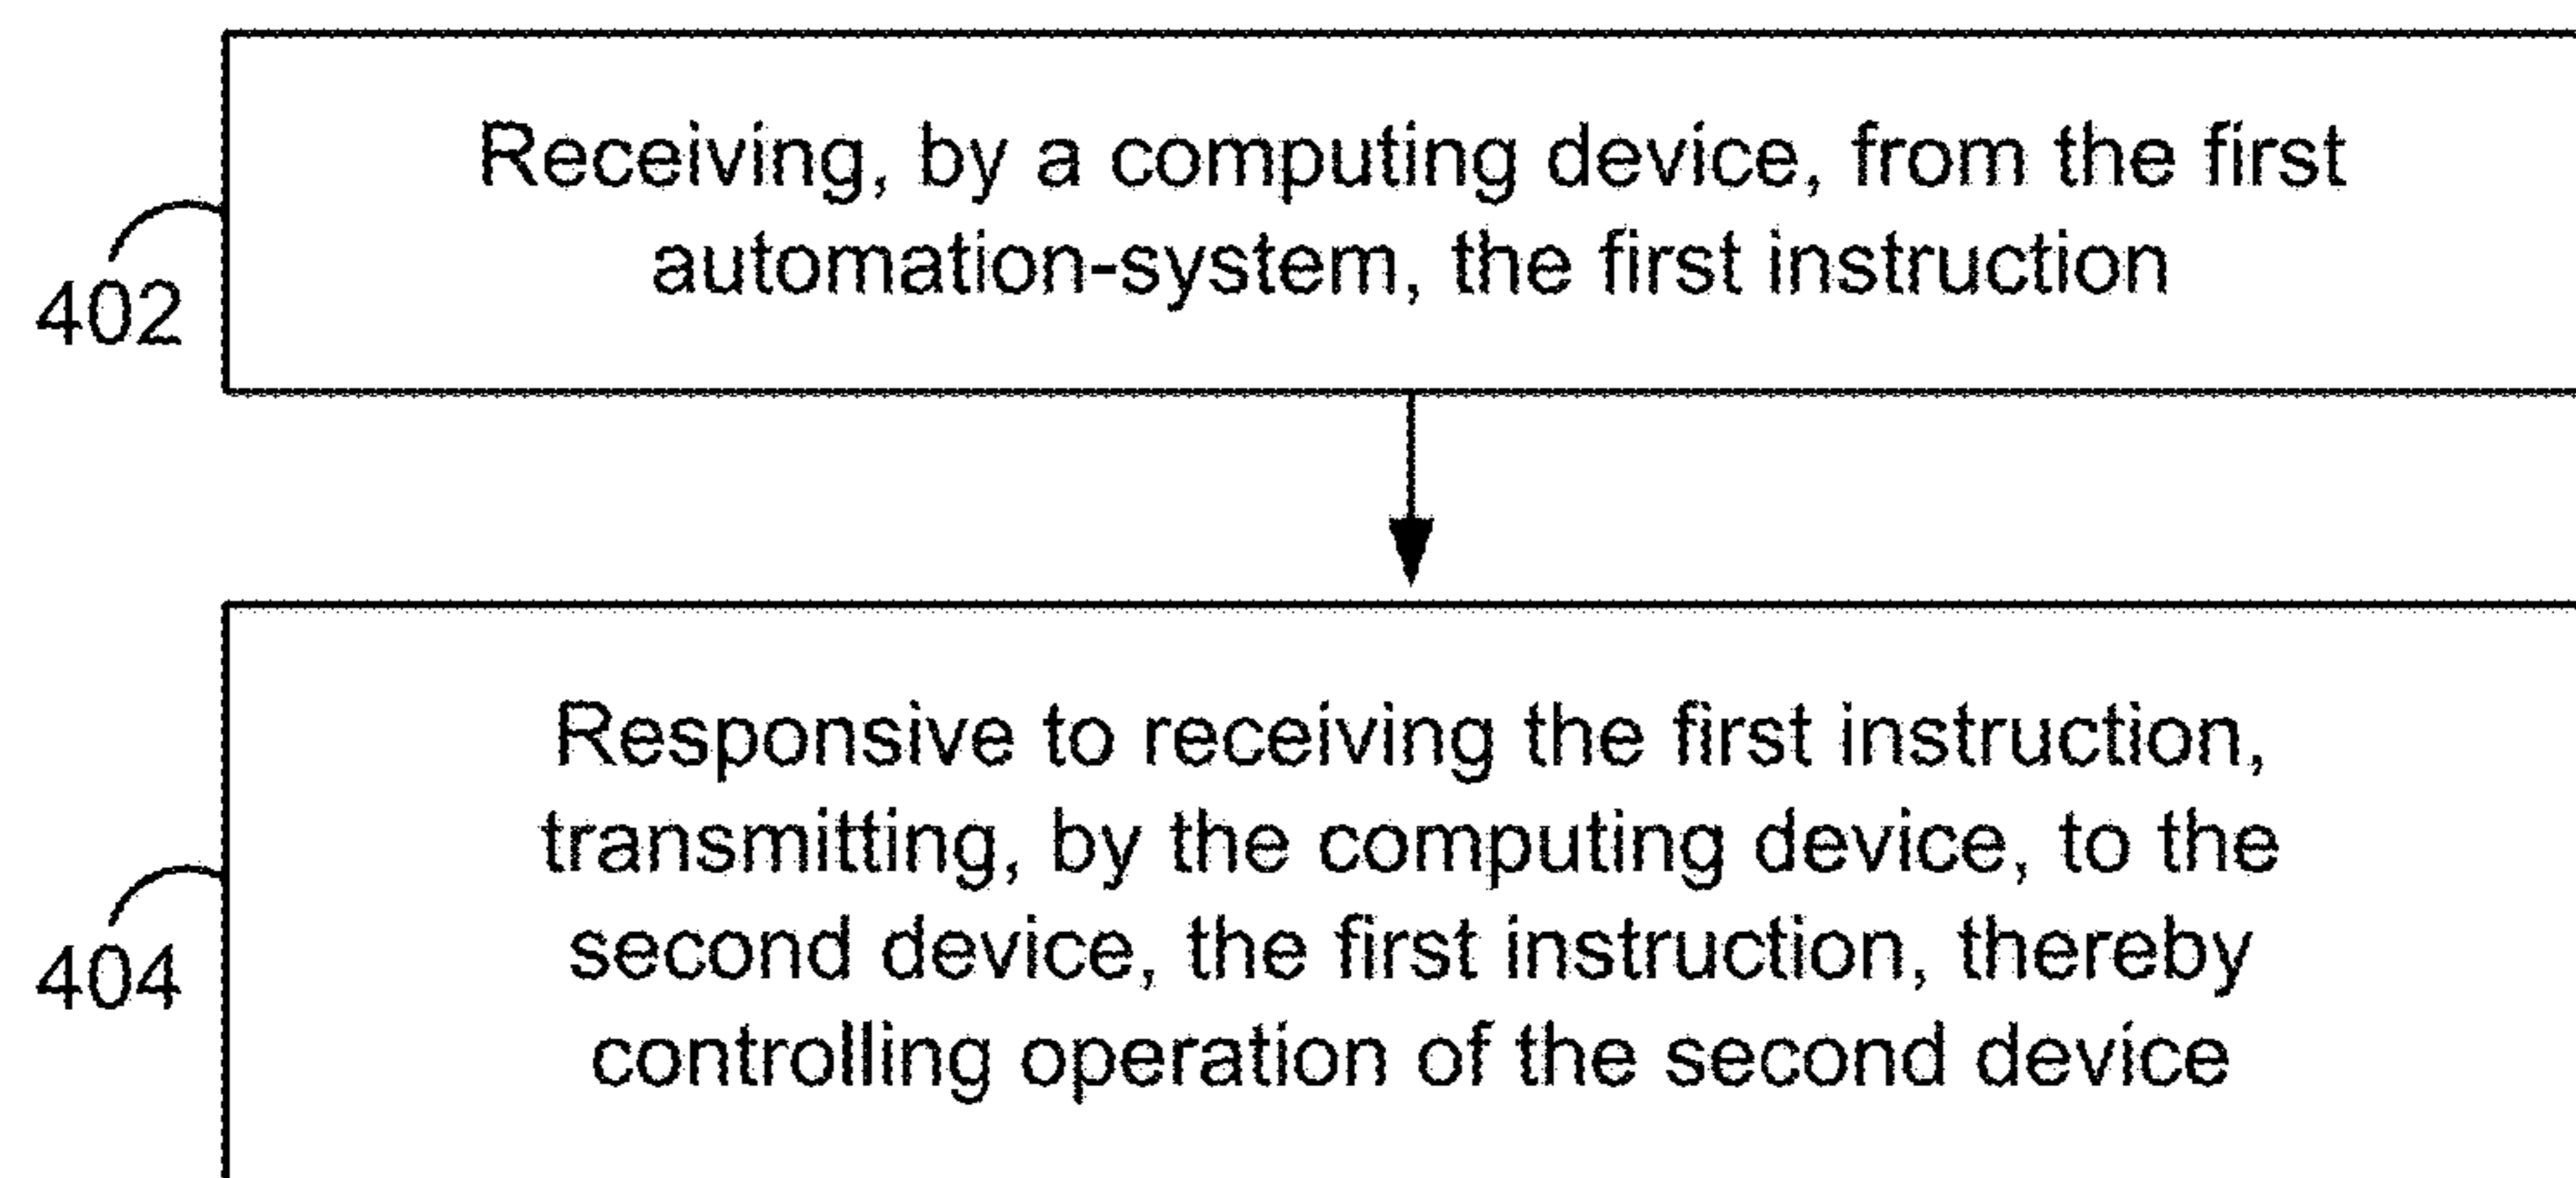 Receiving, by a computing device, from the first
automation-system, the first instruction
402
Responsive to receiving the first instruction,
transmitting, by the computing device, to the
second device, the first instruction, thereby
controlling operation of the second device
404